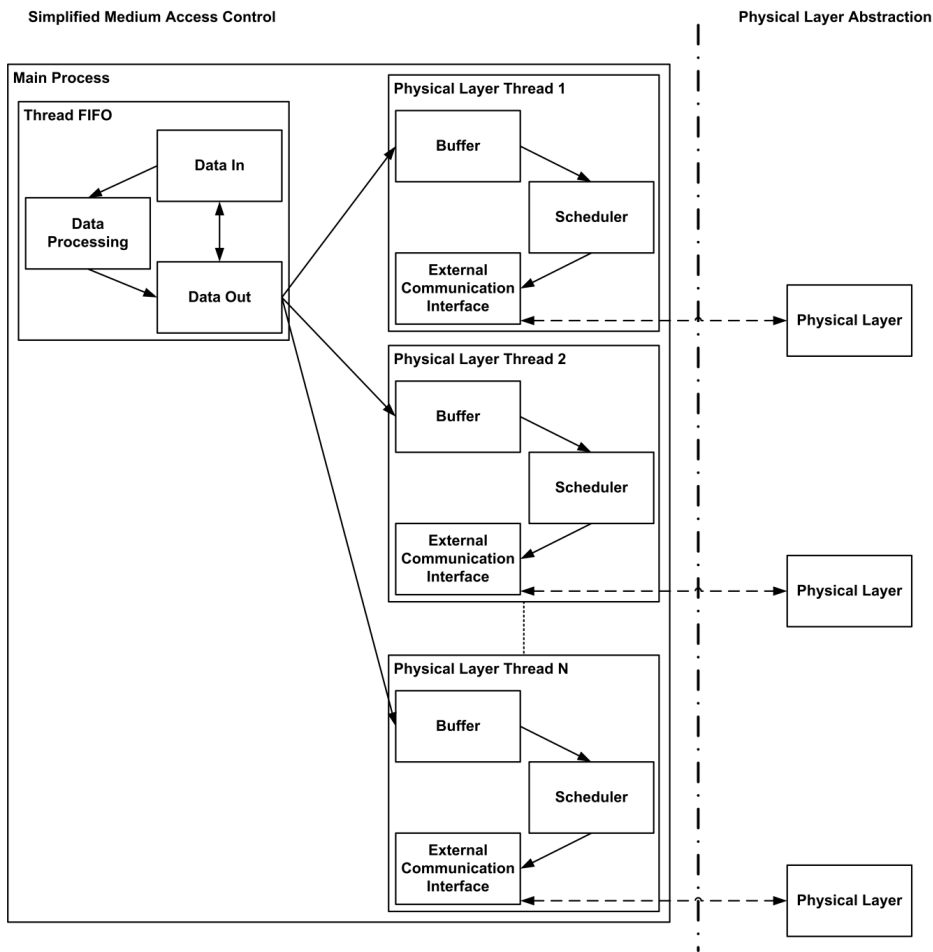 Simplified Medium Access Control
Physical Layer Abstraction
Main Process
Thread FIFO
Data In
Data
Processing
Data Out
Physical Layer Thread 1
Buffer
Scheduler
External
Communication
Interface
Physical Layer
Physical Layer Thread 2
Buffer
Scheduler
External
Communication
Interface
Physical Layer
Physical Layer Thread N
Buffer
Scheduler
External
Communication
Interface
Physical Layer